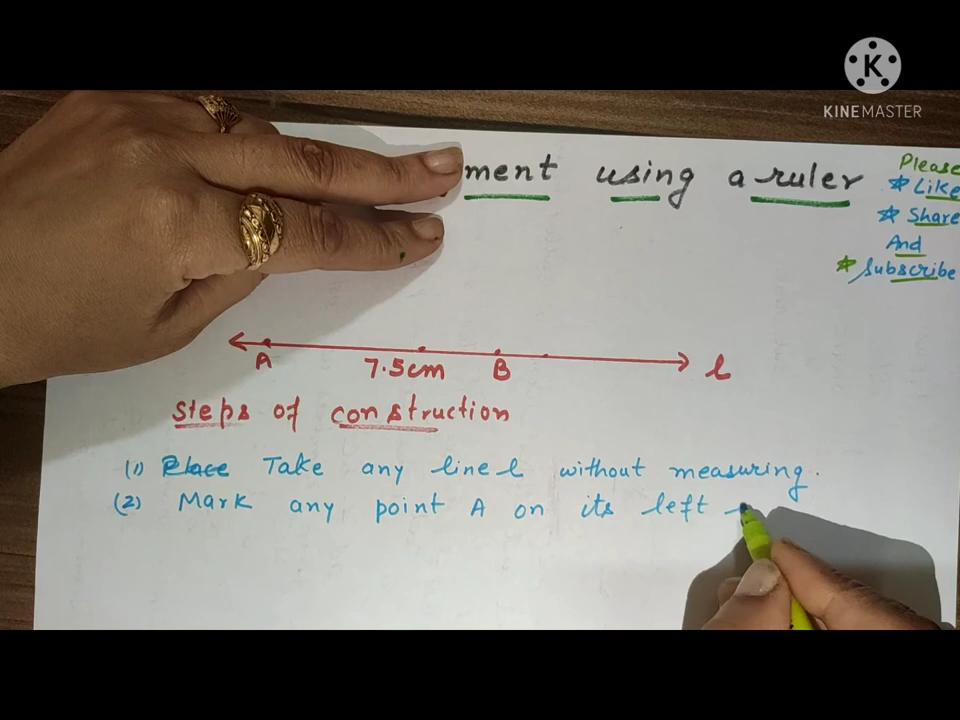 KINEMASTER
ment using a ruler
Please
Like
Share
And
Subscribe
A 7.5cm B l
Steps of construction
(1) Place Take any line l without measuring.
(2) Mark any point A on its left